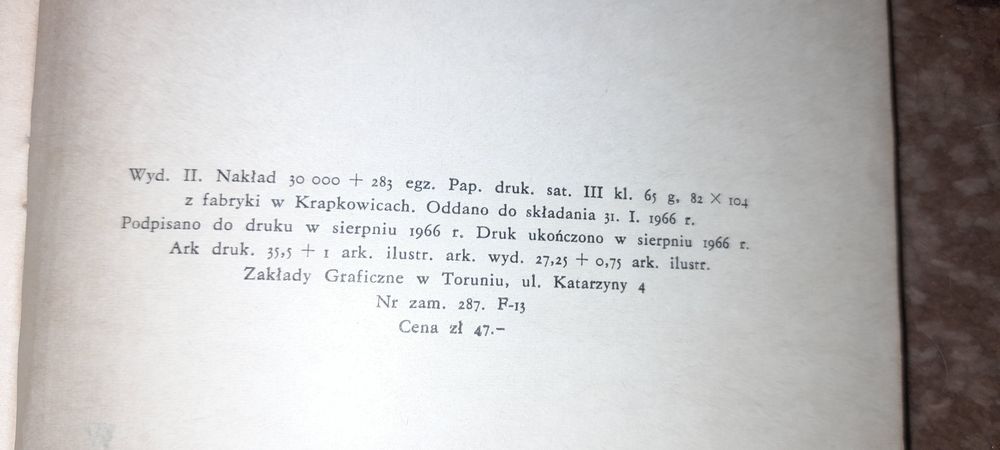 Wyd. II. Nakład 30 000 + 283 egz. Pap. druk. sat. III kl. 65 g, 82 × 104
z fabryki w Krapkowicach. Oddano do składania 31. I. 1966 r.
Podpisano do druku w sierpniu 1966 r. Druk ukończono w sierpniu 1966 r.
Ark druk. 35,5 + 1 ark. ilustr. ark. wyd. 27,25 + 0,75 ark. ilustr.
Zakłady Graficzne w Toruniu, ul. Katarzyny 4
Nr zam. 287. F-13
Cena zł 47.–